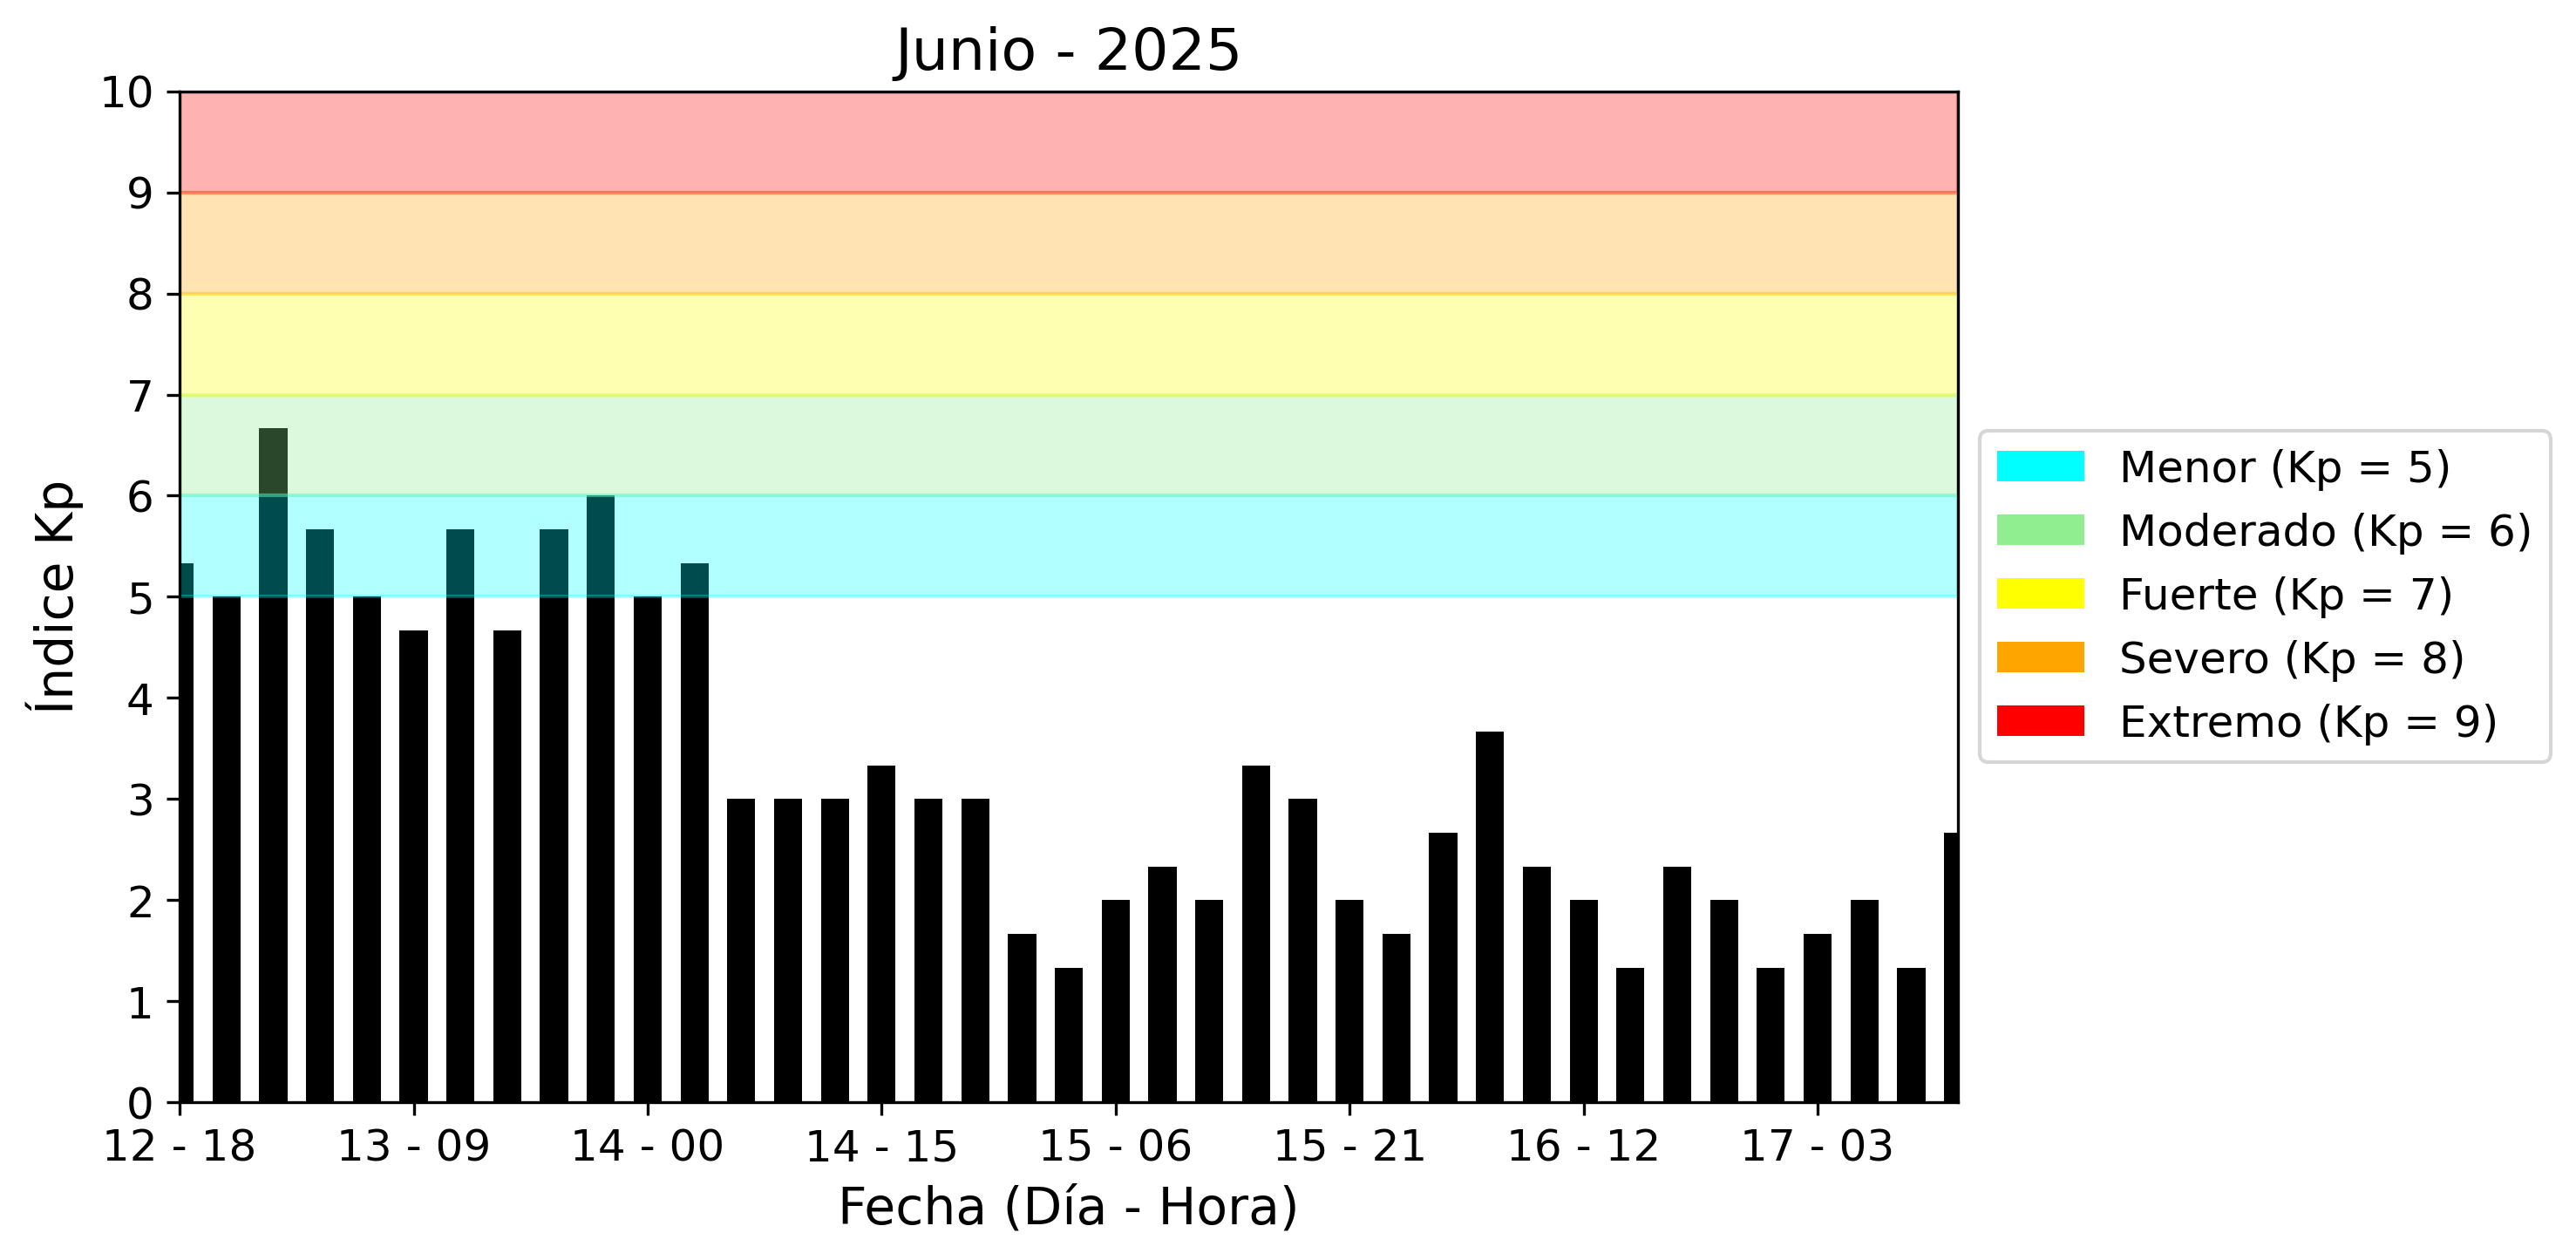 Junio - 2025
Índice Kp
10
9
8
7
6
5
4
3
2
1
0
12 - 18
13 - 09
14 - 00
14 - 15
15 - 06
15 - 21
16 - 12
17 - 03
Fecha (Día - Hora)
Menor (Kp = 5)
Moderado (Kp = 6)
Fuerte (Kp = 7)
Severo (Kp = 8)
Extremo (Kp = 9)